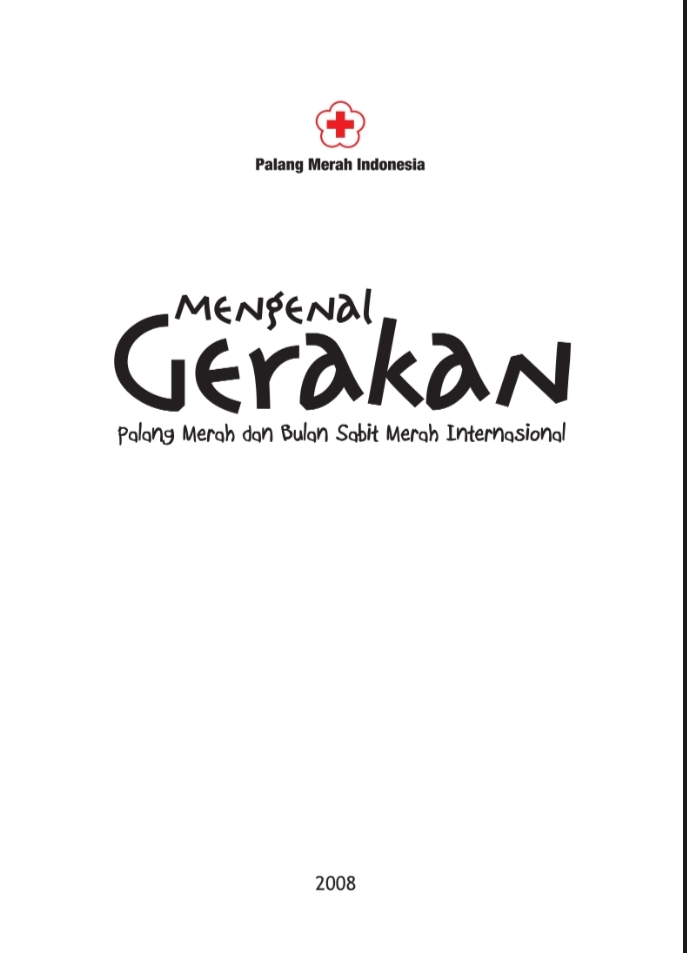 Palang Merah Indonesia
Mengenal
Gerakan
Palang Merah dan Bulan Sabit Merah Internasional
2008